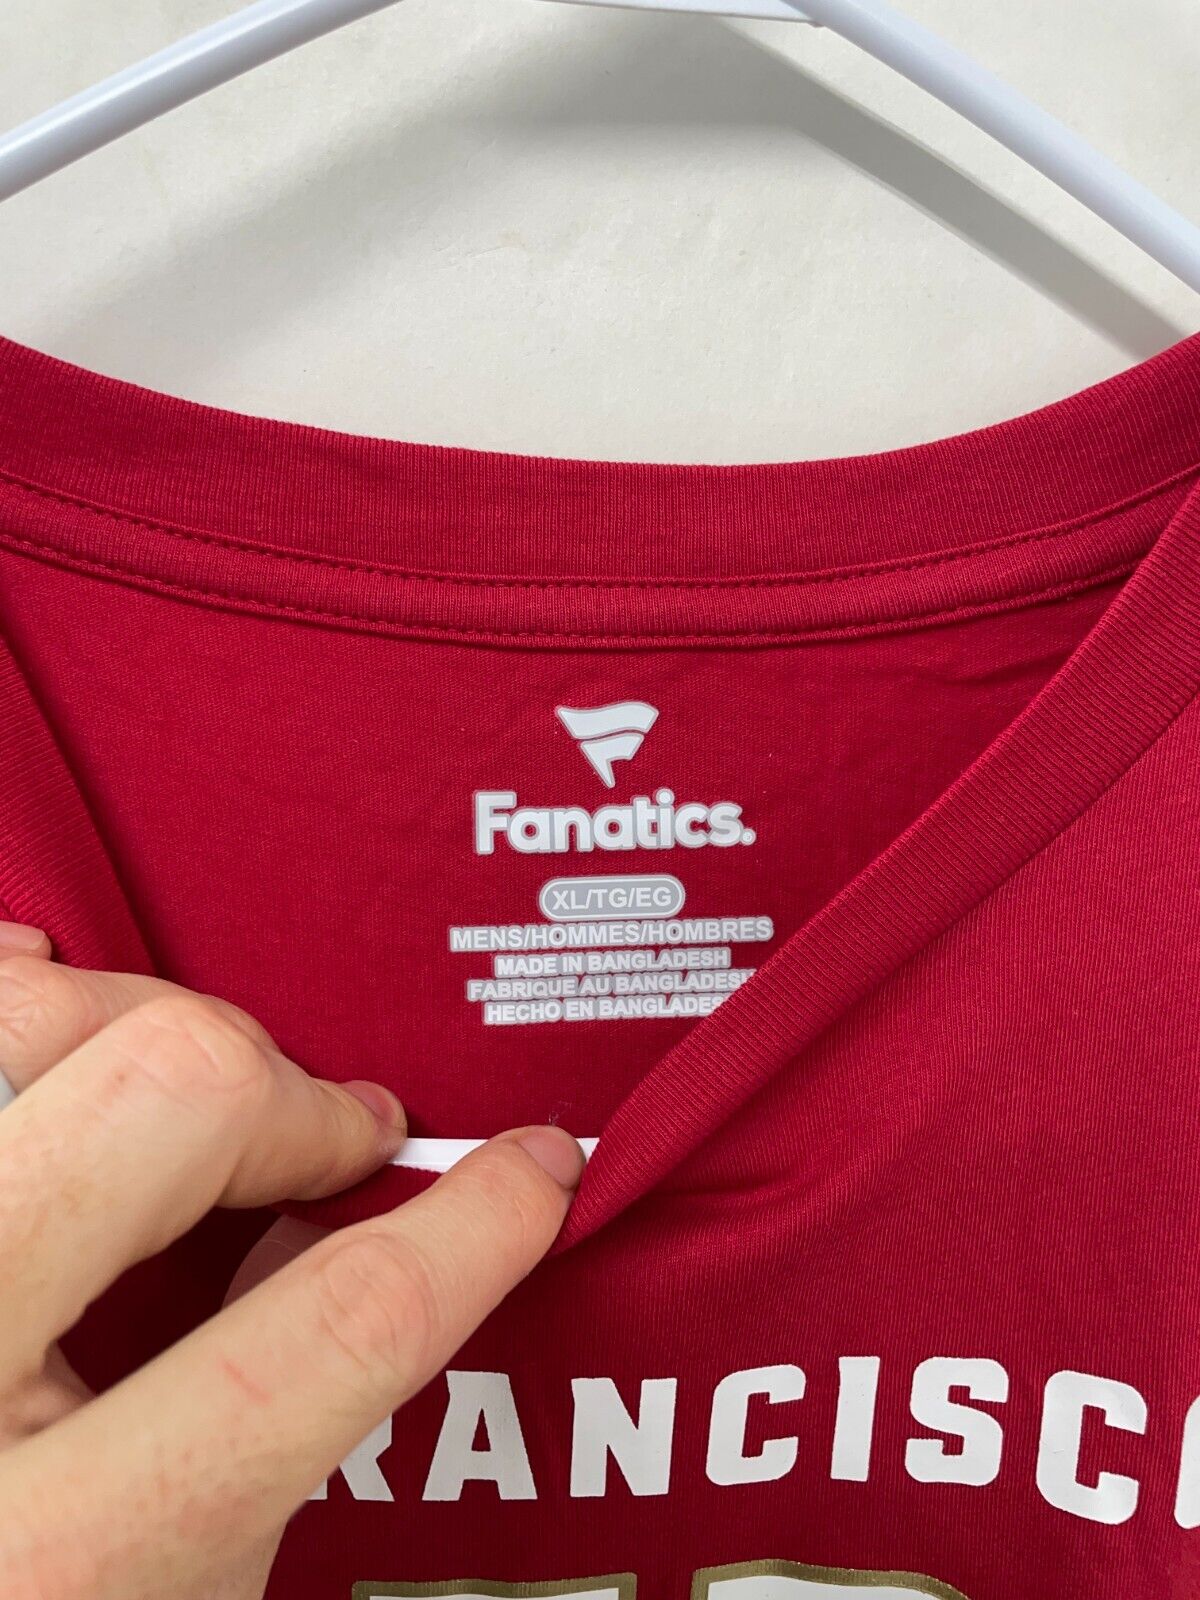 Fanatics.
XL/TG/EG
MENS/HOMMES/HOMBRES
MADE IN BANGLADESH
FABRIQUE AU BANGLADESH
HECHO EN BANGLADES
RANCISC